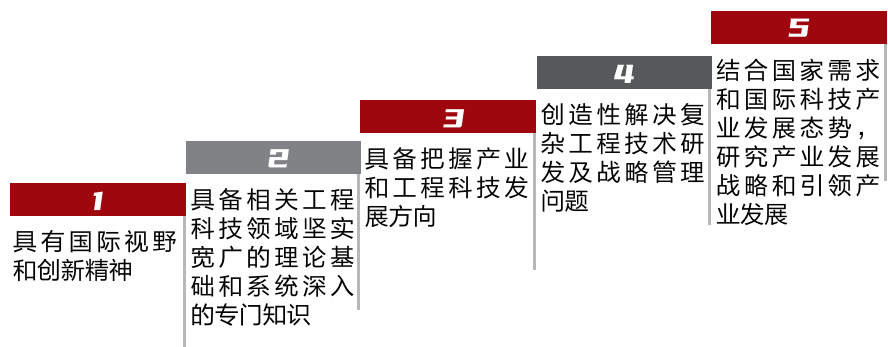 1
具有国际视野
和创新精神
2
具备相关工程
科技领域坚实
宽广的理论基
础和系统深入
的专门知识
3
具备把握产业
和工程科技发
展方向
4
创造性解决复
杂工程技术研
发及战略管理
问题
5
结合国家需求
和国际科技产
业发展态势，
研究产业发展
战略和引领产
业发展